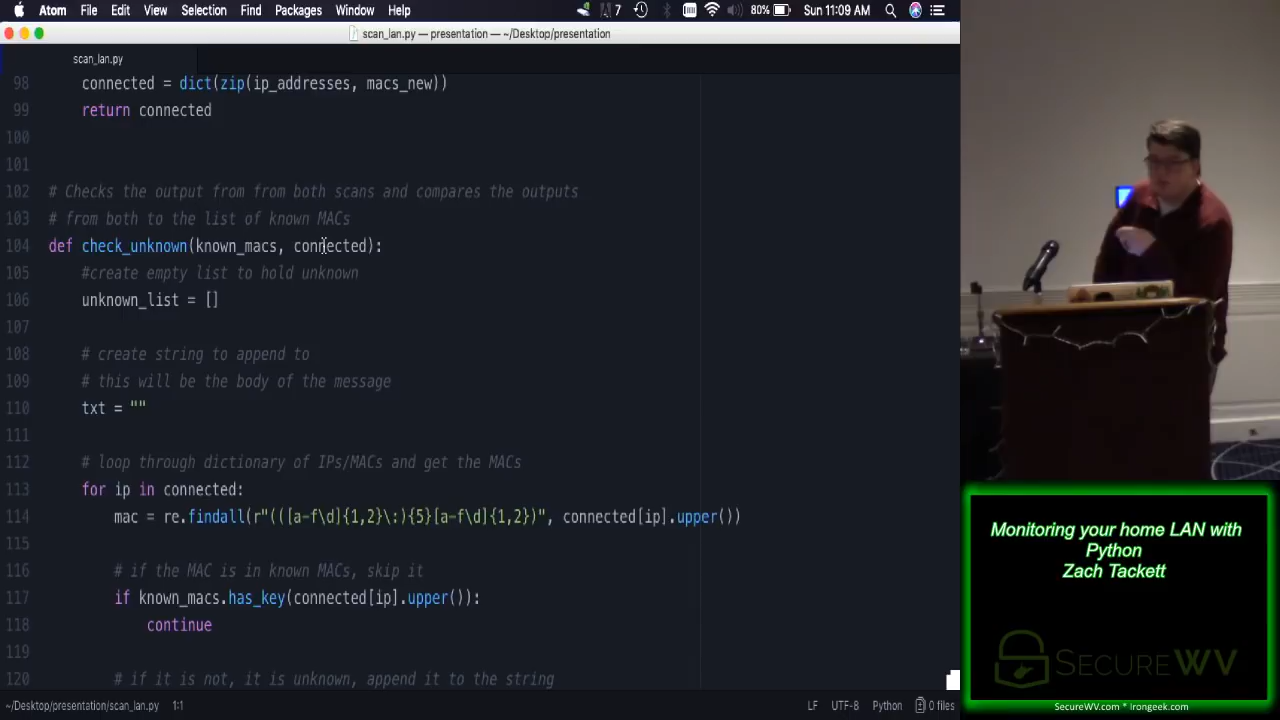 Atom File Edit View Selection Find Packages Window Help 7 80% Sun 11:09 AM
scan_lan.py — presentation — ~/Desktop/presentation
scan_lan.py
98 connected = dict(zip(ip_addresses, macs_new))
99 return connected
100
101
102 # Checks the output from from both scans and compares the outputs
103 # from both to the list of known MACs
104 def check_unknown(known_macs, connected):
105 #create empty list to hold unknown
106 unknown_list = []
107
108 # create string to append to
109 # this will be the body of the message
110 txt = ""
111
112 # loop through dictionary of IPs/MACs and get the MACs
113 for ip in connected:
114 mac = re.findall(r"(([a-f\d]{1,2}\:){5}[a-f\d]{1,2})", connected[ip].upper())
115
116 # if the MAC is in known MACs, skip it
117 if known_macs.has_key(connected[ip].upper()):
118 continue
119
120 # if it is not, it is unknown, append it to the string
~/Desktop/presentation/scan_lan.py 1:1 LF UTF-8 Python 0 files
Monitoring your home LAN with
Python
Zach Tackett
SECUREWV
SecureWV.com * Irongeek.com